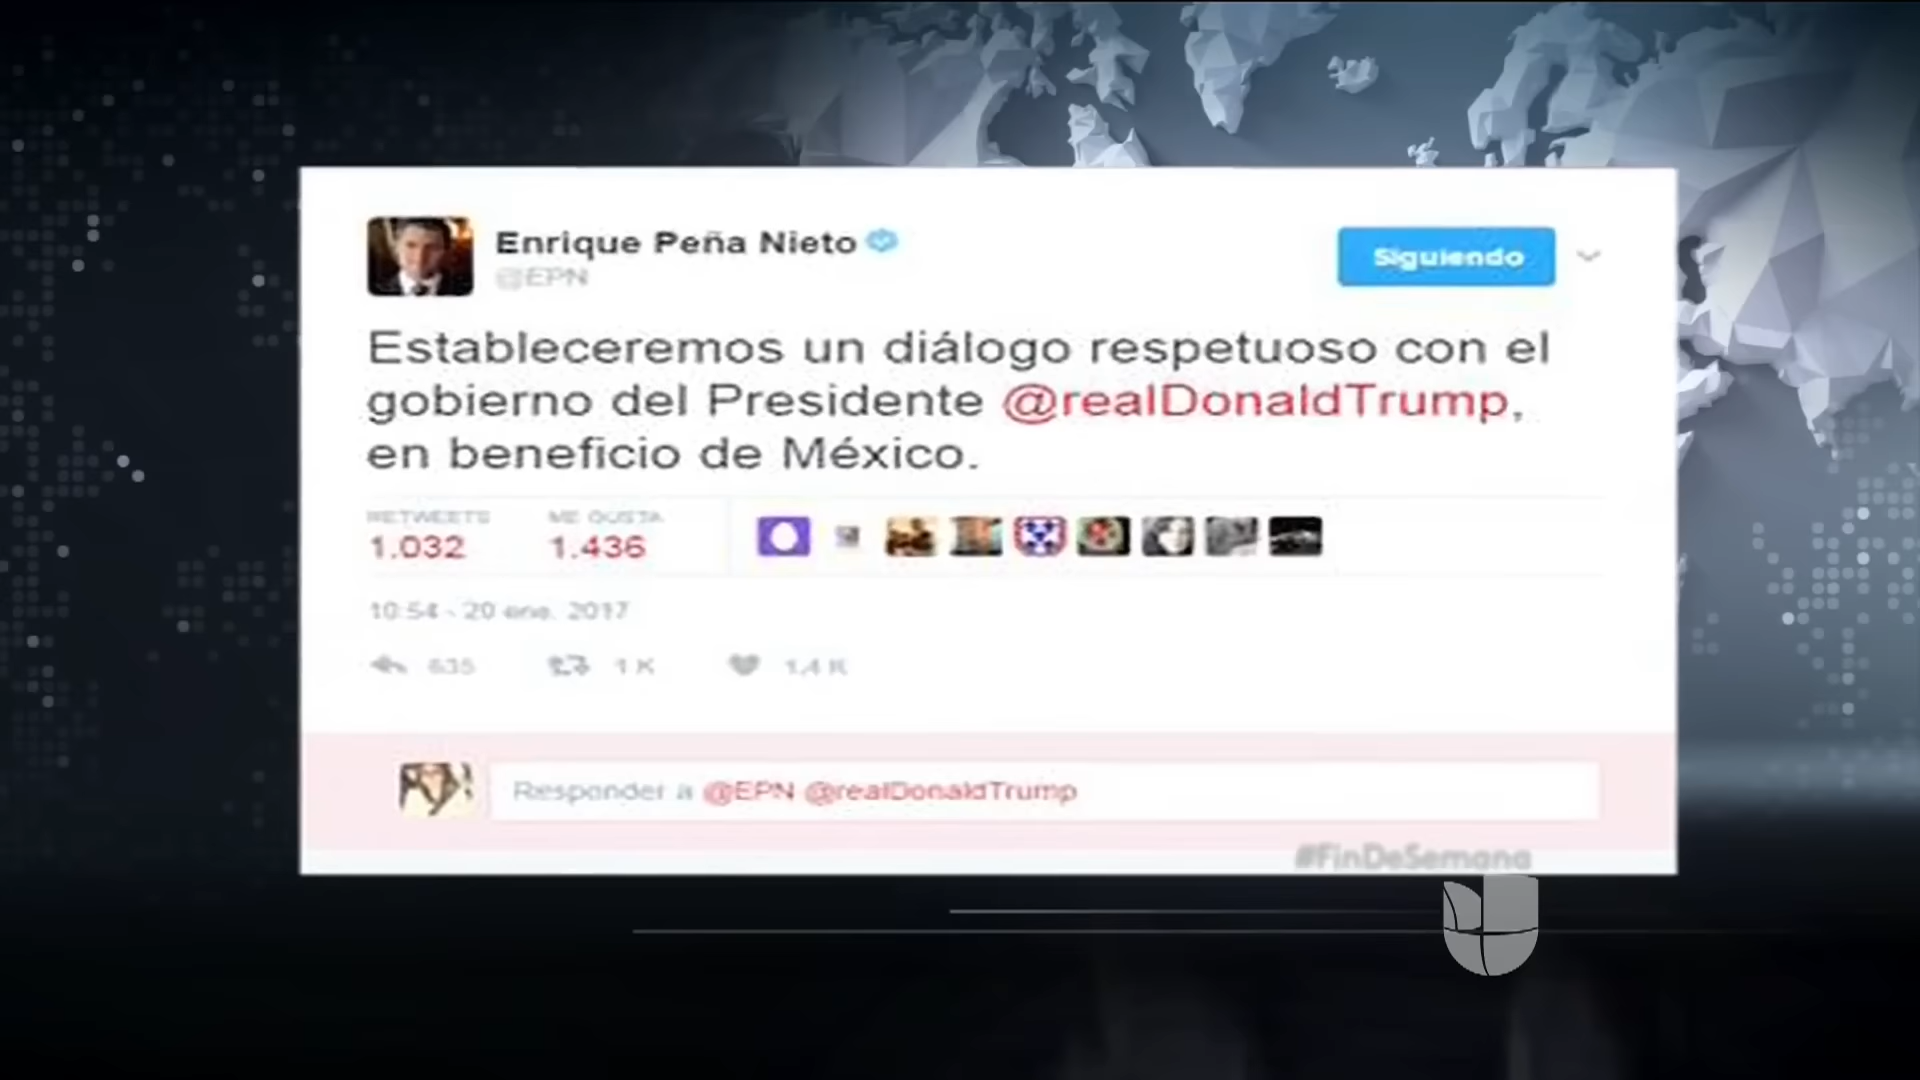 Enrique Peña Nieto
@EPN
Siguiendo
Estableceremos un diálogo respetuoso con el
gobierno del Presidente @realDonaldTrump,
en beneficio de México.
RETWEETS ME GUSTA
1.032 1.436
10:54 - 20 ene. 2017
635 1 K 1,4 K
Responder a @EPN @realDonaldTrump
#FinDeSemana